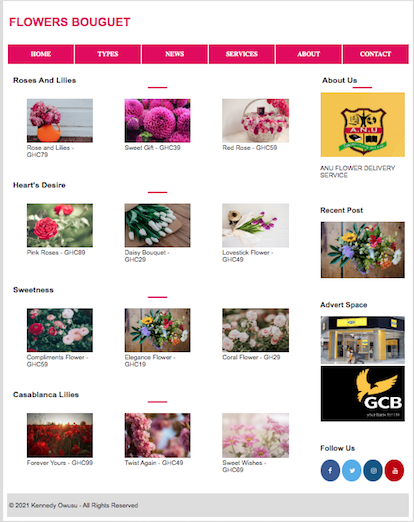 FLOWERS BOUGUET
HOME TYPES NEWS SERVICES ABOUT CONTACT
Roses And Lilies
Rose and Lilies -
GHC79
Sweet Gift - GHC39
Red Rose - GHC59
Heart's Desire
Pink Roses - GHC89
Daisy Bouquet -
GHC29
Lovestick Flower -
GHC49
Sweetness
Compliments Flower -
GHC59
Elegance Flower -
GHC19
Coral Flower - GH29
Casablanca Lilies
Forever Yours - GHC99
Twist Again - GHC49
Sweet Wishes -
GHC69
About Us
A.N.U
ANU FLOWER DELIVERY
SERVICE
Recent Post
Advert Space
GCB
Follow Us
© 2021 Kennedy Owusu - All Rights Reserved